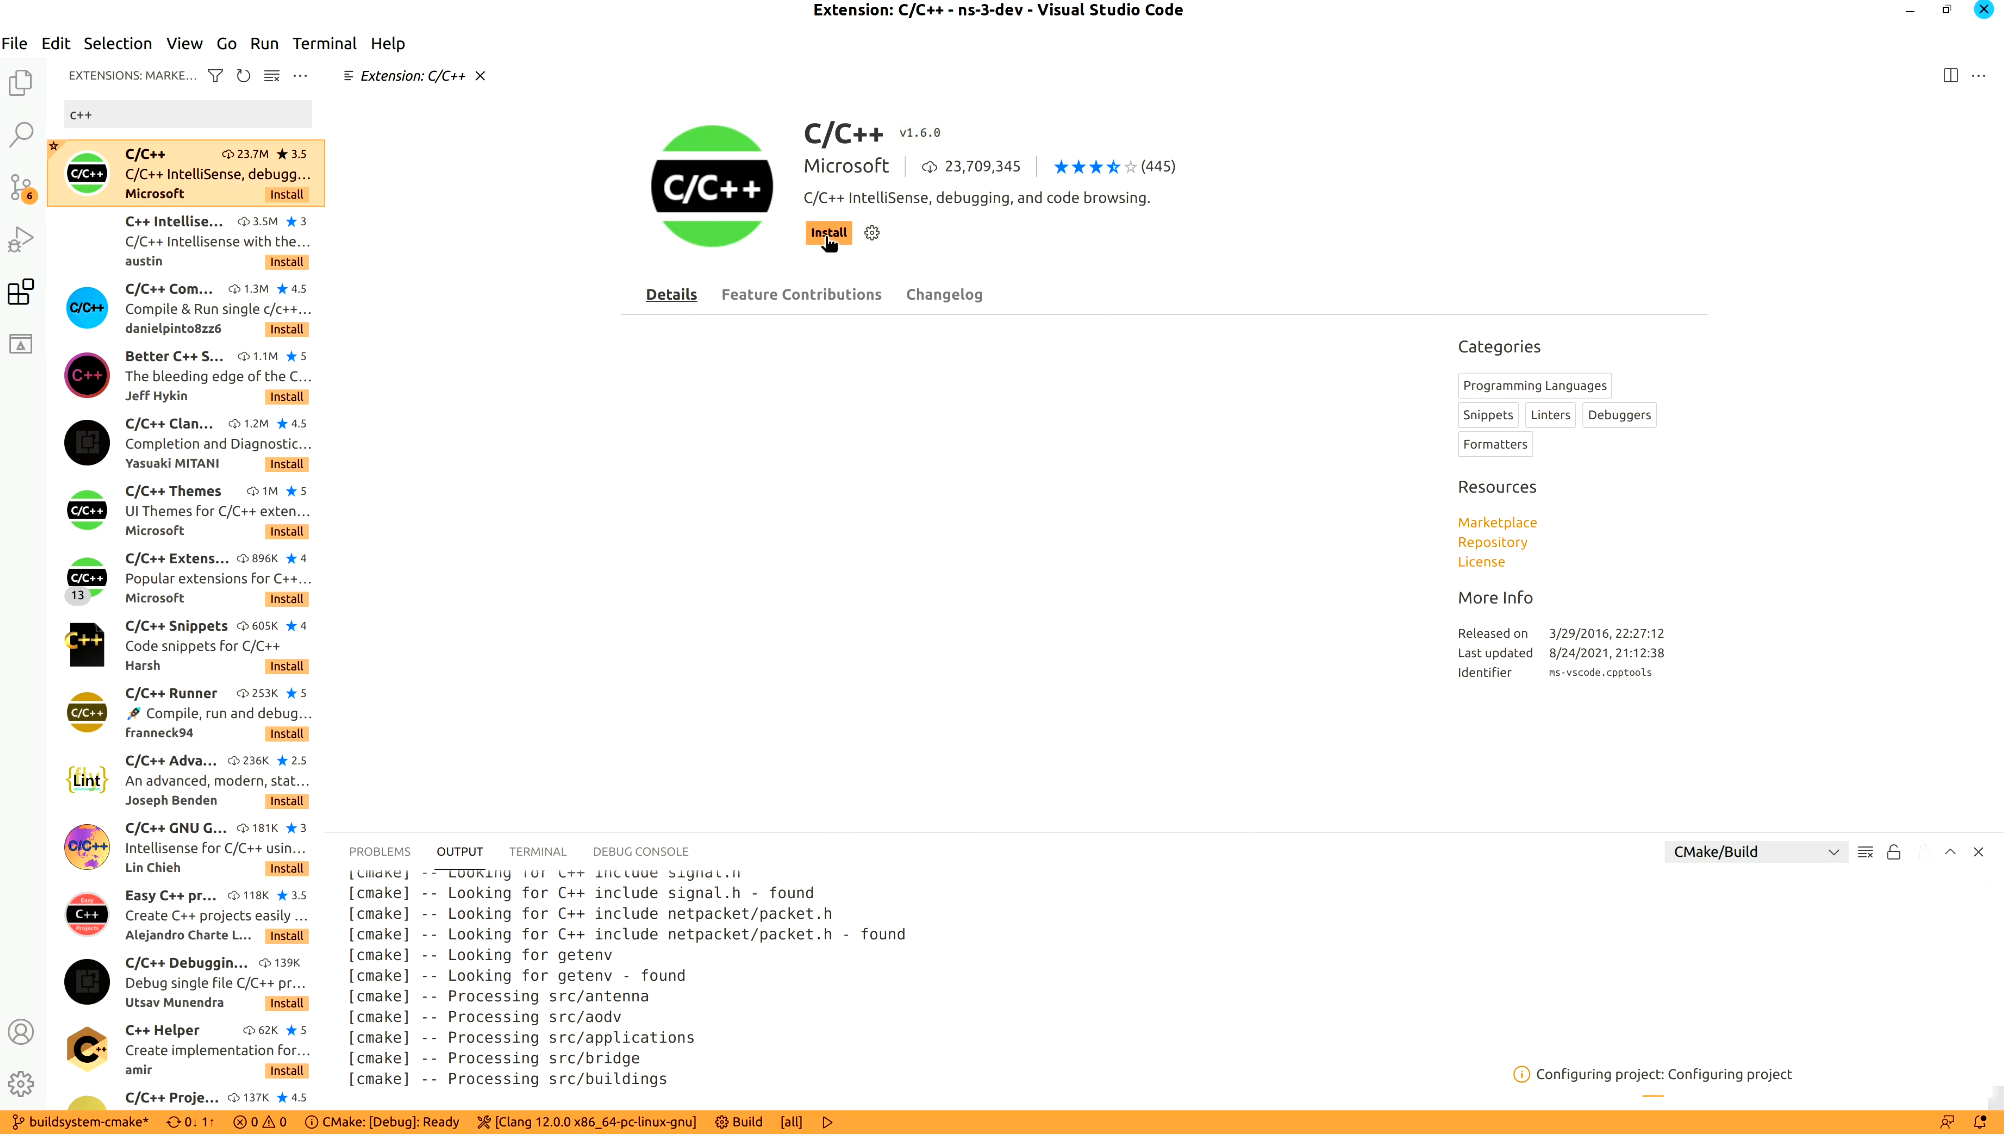 Extension: C/C++ - ns-3-dev - Visual Studio Code
File Edit Selection View Go Run Terminal Help
EXTENSIONS: MARKE...
Extension: C/C++
c++
C/C++ 23.7M ★ 3.5
C/C++ IntelliSense, debugg...
Microsoft Install
C++ Intellise... 3.5M ★ 3
C/C++ Intellisense with the...
austin Install
C/C++
C/C++ Com... 1.3M ★ 4.5
Compile & Run single c/c++...
danielpinto8zz6 Install
C++
Better C++ S... 1.1M ★ 5
The bleeding edge of the C...
Jeff Hykin Install
C/C++ Clan... 1.2M ★ 4.5
Completion and Diagnostic...
Yasuaki MITANI Install
C/C++
C/C++ Themes 1M ★ 5
UI Themes for C/C++ exten...
Microsoft Install
C/C++
13
C/C++ Extens... 896K ★ 4
Popular extensions for C++...
Microsoft Install
C++
C/C++ Snippets 605K ★ 4
Code snippets for C/C++
Harsh Install
C/C++
C/C++ Runner 253K ★ 5
🚀 Compile, run and debug...
franneck94 Install
{Lint}
C/C++ Adva... 236K ★ 2.5
An advanced, modern, stat...
Joseph Benden Install
C/C++
C/C++ GNU G... 181K ★ 3
Intellisense for C/C++ usin...
Lin Chieh Install
Easy
C++
Projects
Easy C++ pr... 118K ★ 3.5
Create C++ projects easily ...
Alejandro Charte L... Install
C/C++ Debuggin... 139K
Debug single file C/C++ pr...
Utsav Munendra Install
C++
C++ Helper 62K ★ 5
Create implementation for...
amir Install
C/C++ Proje... 137K ★ 4.5
6
C/C++
C/C++ v1.6.0
Microsoft 23,709,345 (445)
C/C++ IntelliSense, debugging, and code browsing.
Install
Details Feature Contributions Changelog
Categories
Programming Languages
Snippets Linters Debuggers
Formatters
Resources
Marketplace
Repository
License
More Info
Released on 3/29/2016, 22:27:12
Last updated 8/24/2021, 21:12:38
Identifier ms-vscode.cpptools
PROBLEMS OUTPUT TERMINAL DEBUG CONSOLE CMake/Build
[cmake] -- Looking for C++ include signal.h
[cmake] -- Looking for C++ include signal.h - found
[cmake] -- Looking for C++ include netpacket/packet.h
[cmake] -- Looking for C++ include netpacket/packet.h - found
[cmake] -- Looking for getenv
[cmake] -- Looking for getenv - found
[cmake] -- Processing src/antenna
[cmake] -- Processing src/aodv
[cmake] -- Processing src/applications
[cmake] -- Processing src/bridge
[cmake] -- Processing src/buildings
Configuring project: Configuring project
buildsystem-cmake* 0↓ 1↑ 0 0 CMake: [Debug]: Ready [Clang 12.0.0 x86_64-pc-linux-gnu] Build [all]